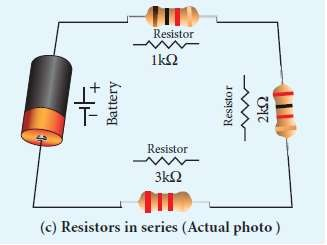 Resistor
1kΩ
+
−
Battery
Resistor
2kΩ
Resistor
3kΩ
(c) Resistors in series (Actual photo )